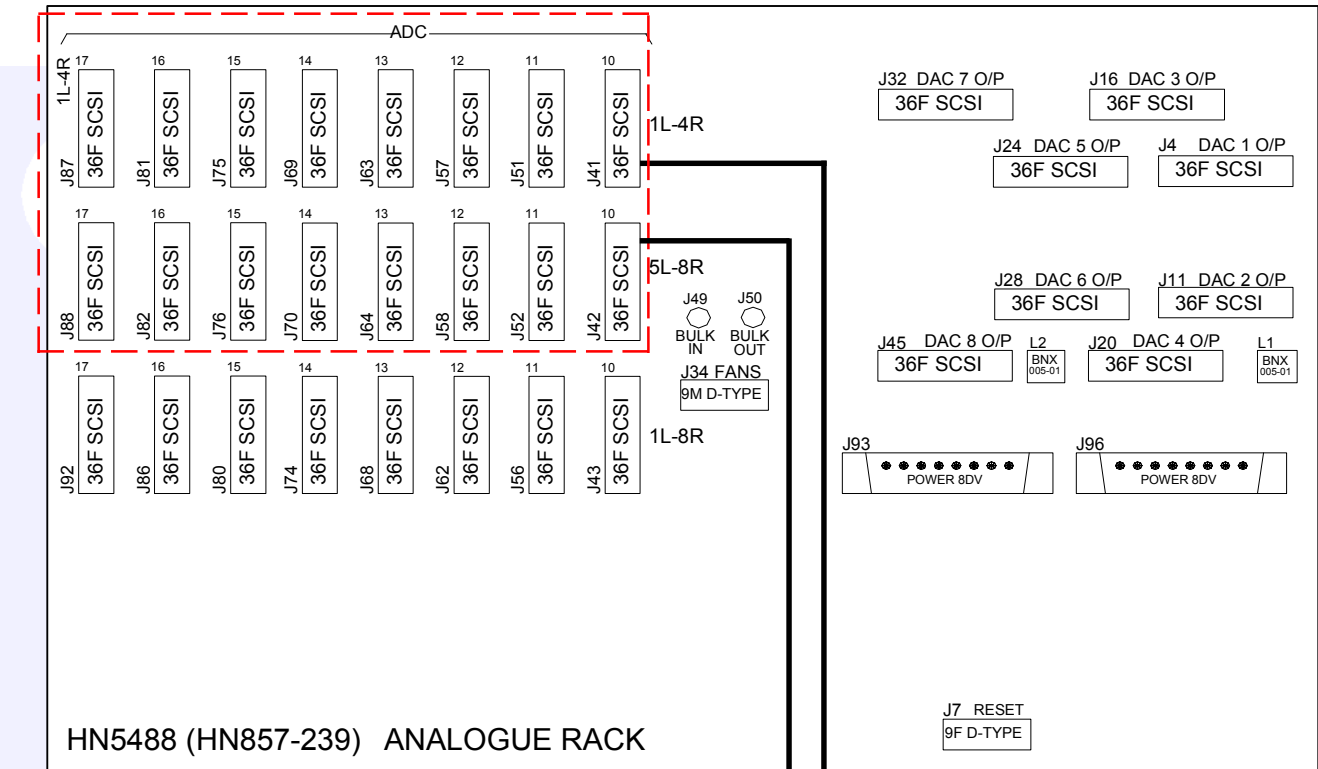 ADC
1L-4R
17 16 15 14 13 12 11 10
J87 36F SCSI J81 36F SCSI J75 36F SCSI J69 36F SCSI J63 36F SCSI J57 36F SCSI J51 36F SCSI J41 36F SCSI
1L-4R
17 16 15 14 13 12 11 10
J88 36F SCSI J82 36F SCSI J76 36F SCSI J70 36F SCSI J64 36F SCSI J58 36F SCSI J52 36F SCSI J42 36F SCSI
5L-8R
17 16 15 14 13 12 11 10
J92 36F SCSI J86 36F SCSI J80 36F SCSI J74 36F SCSI J68 36F SCSI J62 36F SCSI J56 36F SCSI J43 36F SCSI
1L-8R
J49 J50
BULK BULK
IN OUT
J34 FANS
9M D-TYPE
J32 DAC 7 O/P J16 DAC 3 O/P
36F SCSI 36F SCSI
J24 DAC 5 O/P J4 DAC 1 O/P
36F SCSI 36F SCSI
J28 DAC 6 O/P J11 DAC 2 O/P
36F SCSI 36F SCSI
J45 DAC 8 O/P L2 J20 DAC 4 O/P L1
36F SCSI BNX 36F SCSI BNX
005-01 005-01
J93 J96
POWER 8DV POWER 8DV
J7 RESET
9F D-TYPE
HN5488 (HN857-239) ANALOGUE RACK